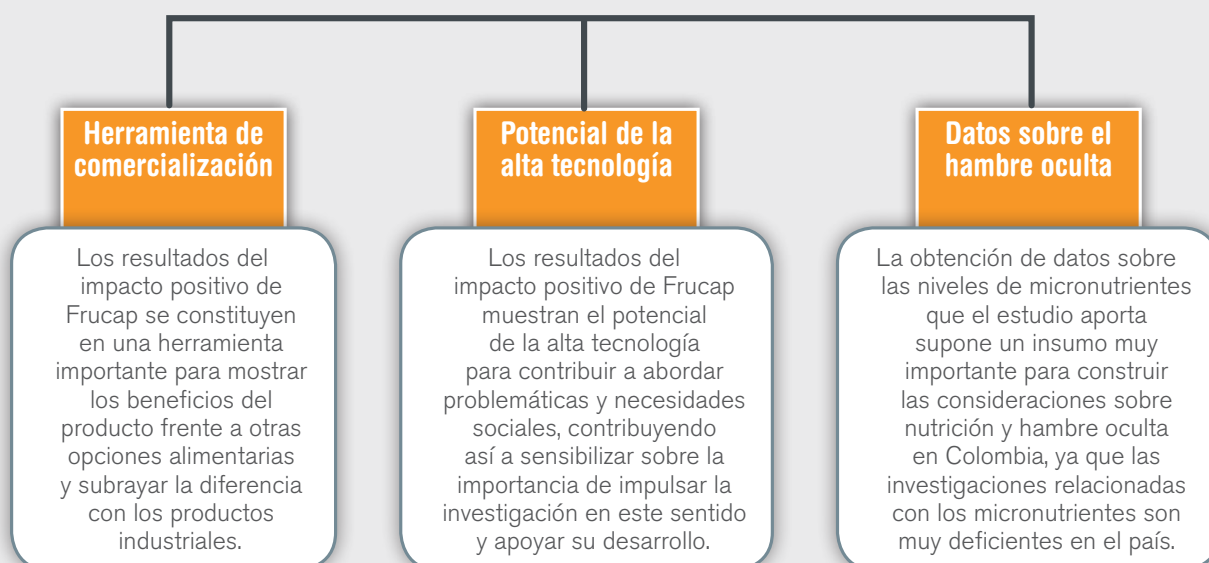 Herramienta de
comercialización
Los resultados del
impacto positivo de
Frucap se constituyen
en una herramienta
importante para mostrar
los beneficios del
producto frente a otras
opciones alimentarias
y subrayar la diferencia
con los productos
industriales.
Potencial de la
alta tecnología
Los resultados del
impacto positivo de Frucap
muestran el potencial
de la alta tecnología
para contribuir a abordar
problemáticas y necesidades
sociales, contribuyendo
así a sensibilizar sobre la
importancia de impulsar la
investigación en este sentido
y apoyar su desarrollo.
Datos sobre el
hambre oculta
La obtención de datos sobre
las niveles de micronutrientes
que el estudio aporta
supone un insumo muy
importante para construir
las consideraciones sobre
nutrición y hambre oculta
en Colombia, ya que las
investigaciones relacionadas
con los micronutrientes son
muy deficientes en el país.